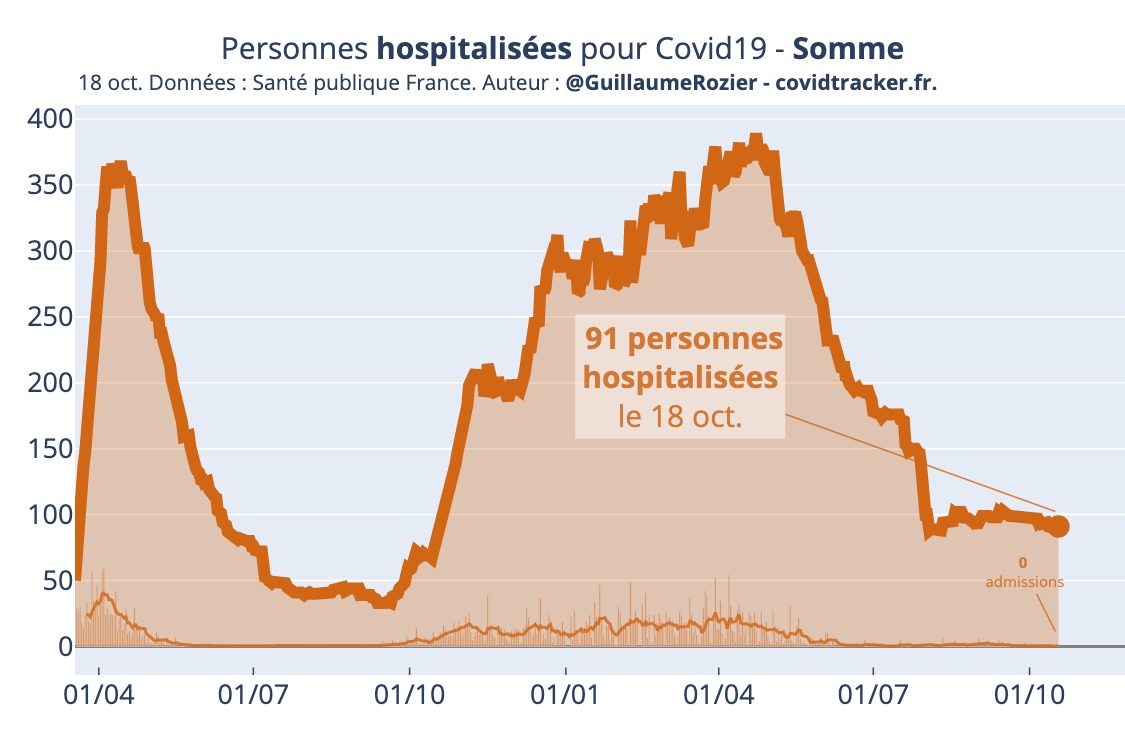 Personnes hospitalisées pour Covid19 - Somme
18 oct. Données : Santé publique France. Auteur : @GuillaumeRozier - covidtracker.fr.
400
350
300
250
200
150
100
50
0
91 personnes
hospitalisées
le 18 oct.
0
admissions
01/04
01/07
01/10
01/01
01/04
01/07
01/10